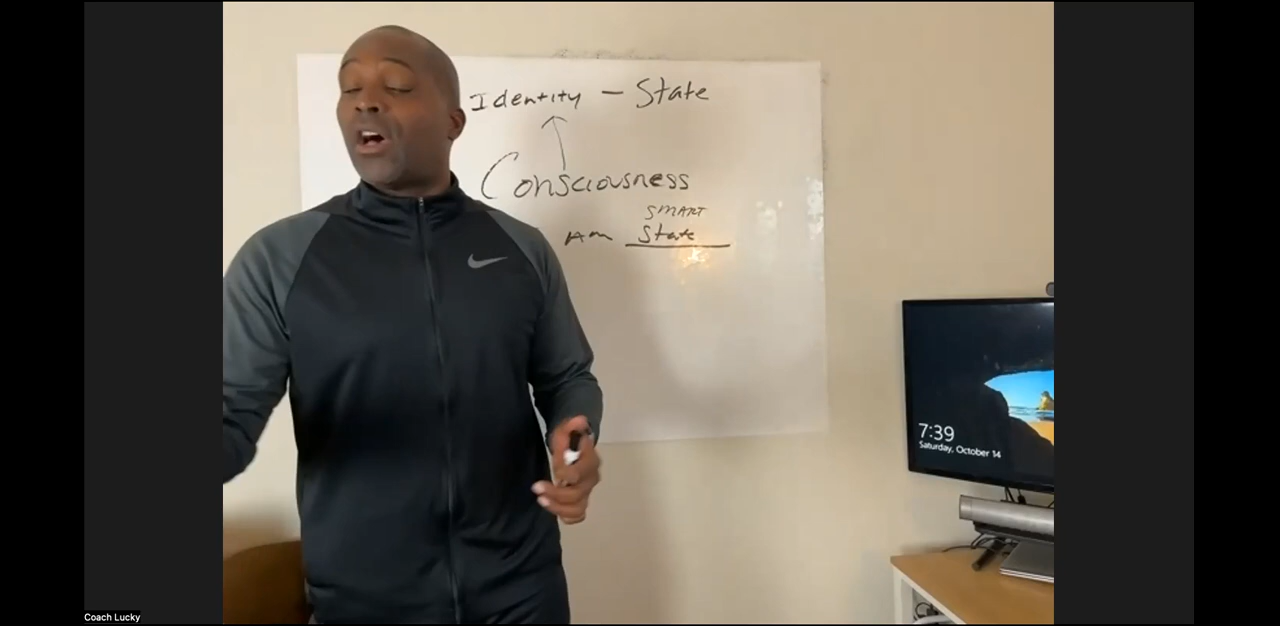 Identity – State
Consciousness
SMART
Am State
7:39
Saturday, October 14
Coach Lucky